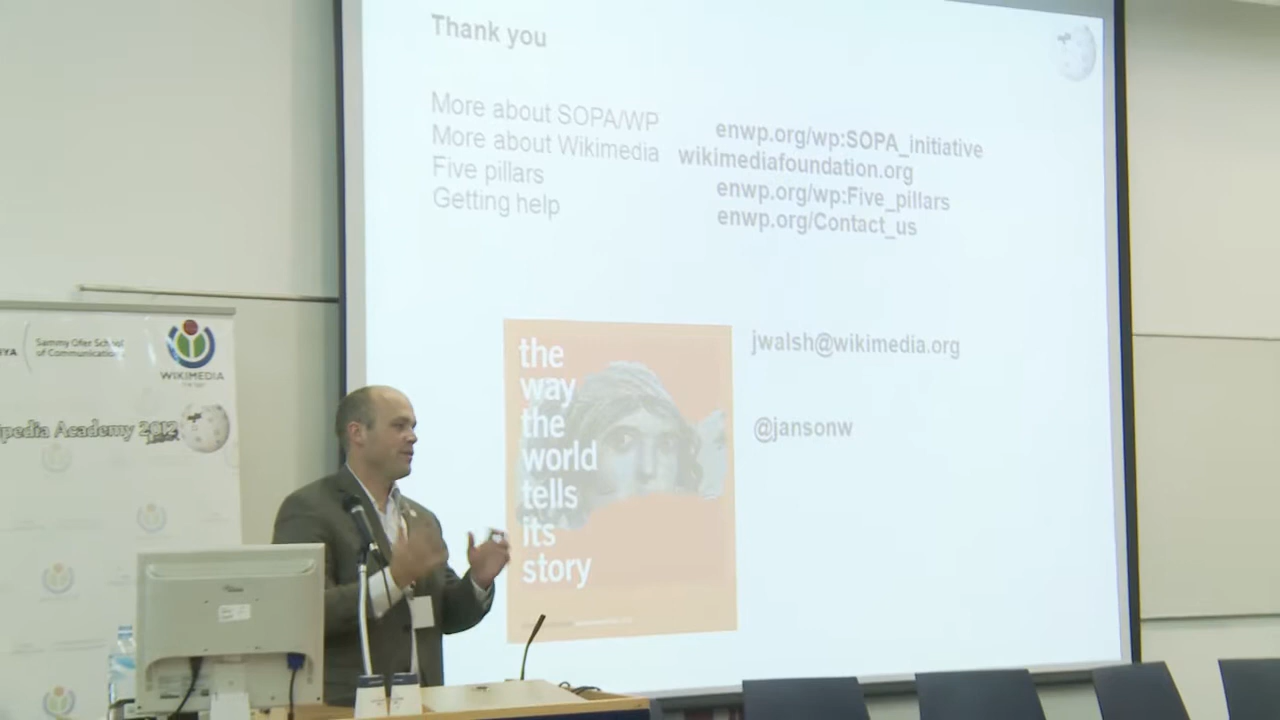 Thank you
More about SOPA/WP enwp.org/wp:SOPA_initiative
More about Wikimedia wikimediafoundation.org
Five pillars enwp.org/wp:Five_pillars
Getting help enwp.org/Contact_us
the
way
the
world
tells
its
story
jwalsh@wikimedia.org
@jansonw
Sammy Ofer School
of Communications
WIKIMEDIA
pedia Academy 2012